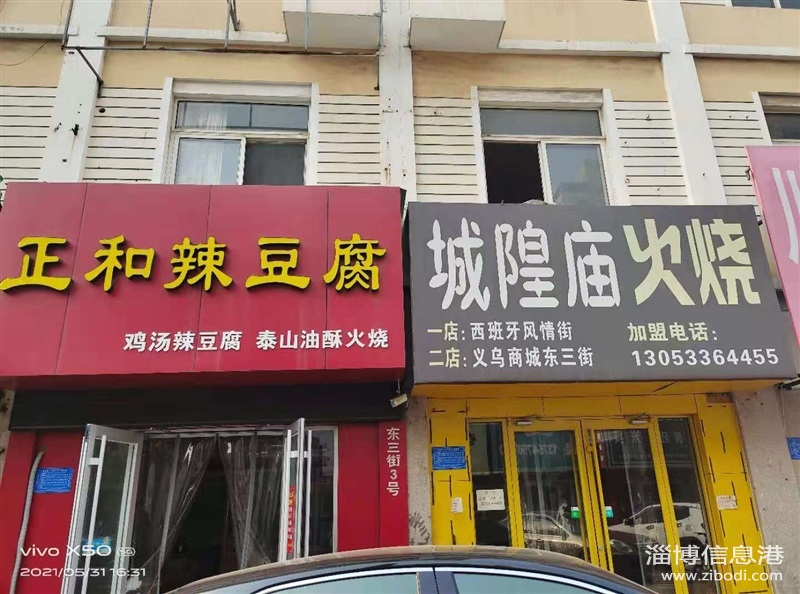 正和辣豆腐
鸡汤辣豆腐 泰山油酥火烧
东三街3号
城隍庙火烧
一店：西班牙风情街
二店：义乌商城东三街
加盟电话：
13053364455
vivo X50 5G
2021/05/31 16:31
淄博信息港
www.zibodi.com